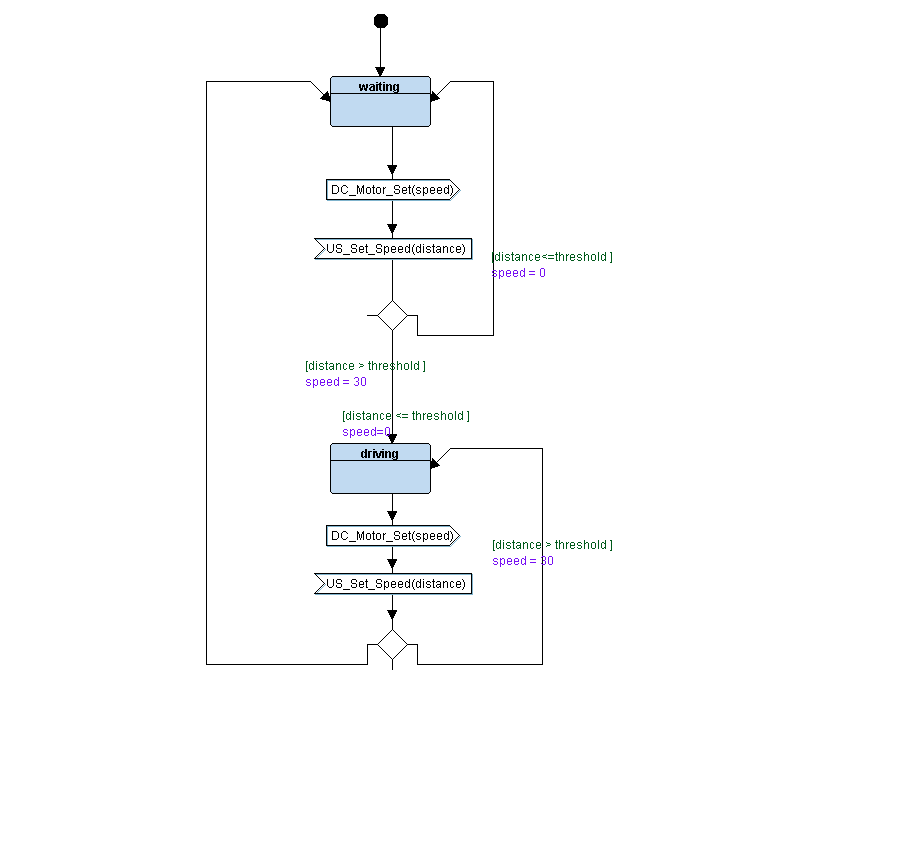 waiting
DC_Motor_Set(speed)
US_Set_Speed(distance)
[distance<=threshold ]
speed = 0
[distance > threshold ]
speed = 30
[distance <= threshold ]
speed=0
driving
DC_Motor_Set(speed)
[distance > threshold ]
speed = 30
US_Set_Speed(distance)